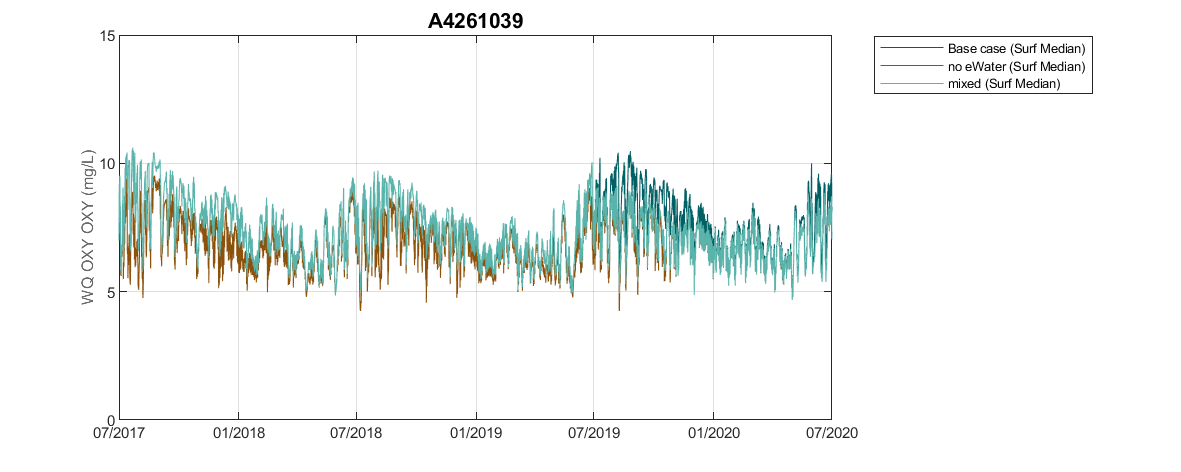 A4261039
15
10
5
0
WQ OXY OXY (mg/L)
07/2017 01/2018 07/2018 01/2019 07/2019 01/2020 07/2020
Base case (Surf Median)
no eWater (Surf Median)
mixed (Surf Median)